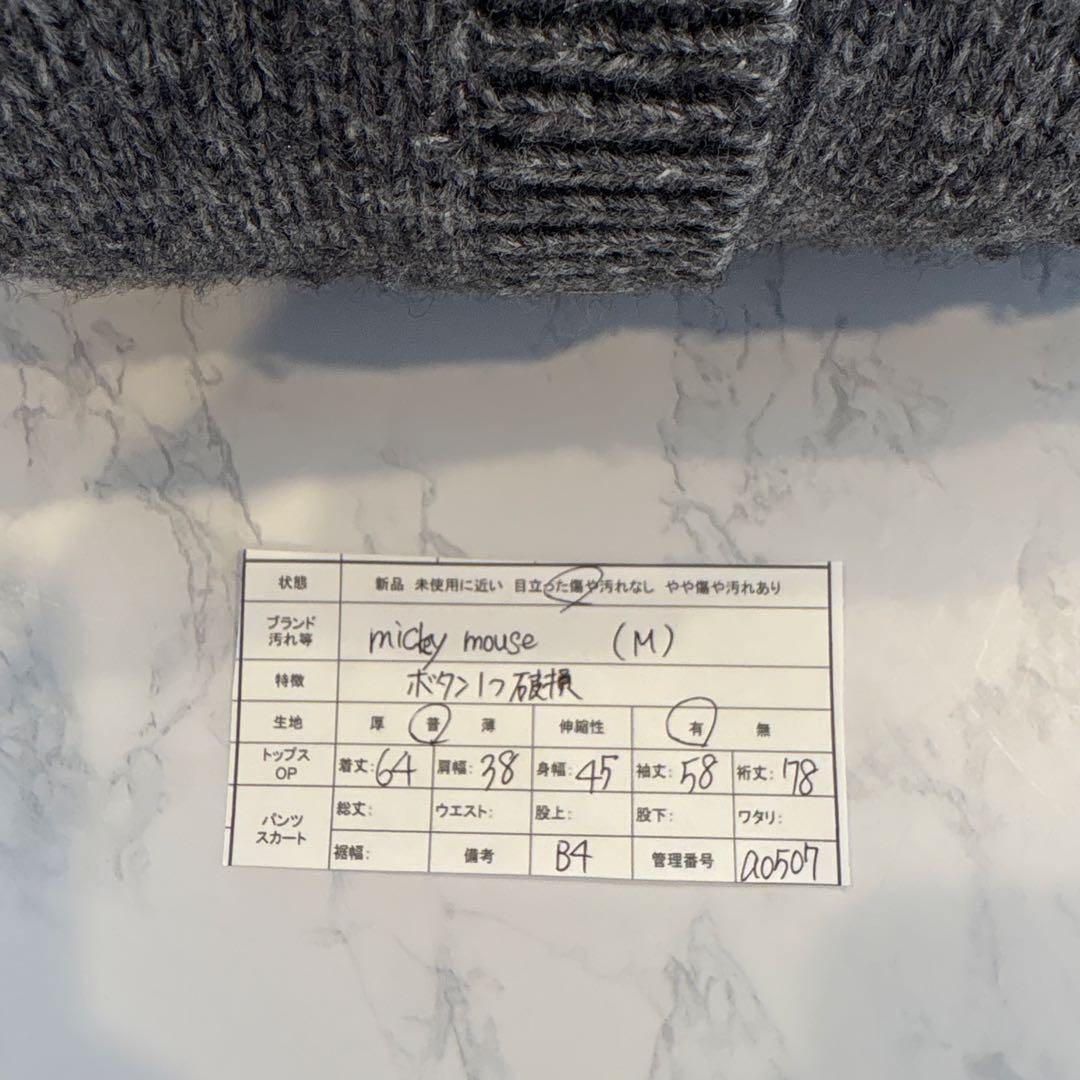 状態 新品 未使用に近い 目立った傷や汚れなし やや傷や汚れあり
ブランド
汚れ等 micky mouse (M)
特徴 ボタン1つ破損
生地 厚 普 薄 伸縮性 有 無
トップス
OP 着丈:64 肩幅:38 身幅:45 袖丈:58 裄丈:78
パンツ
スカート 総丈: ウエスト: 股上: 股下: ワタリ:
裾幅: 備考 B4 管理番号 a0507